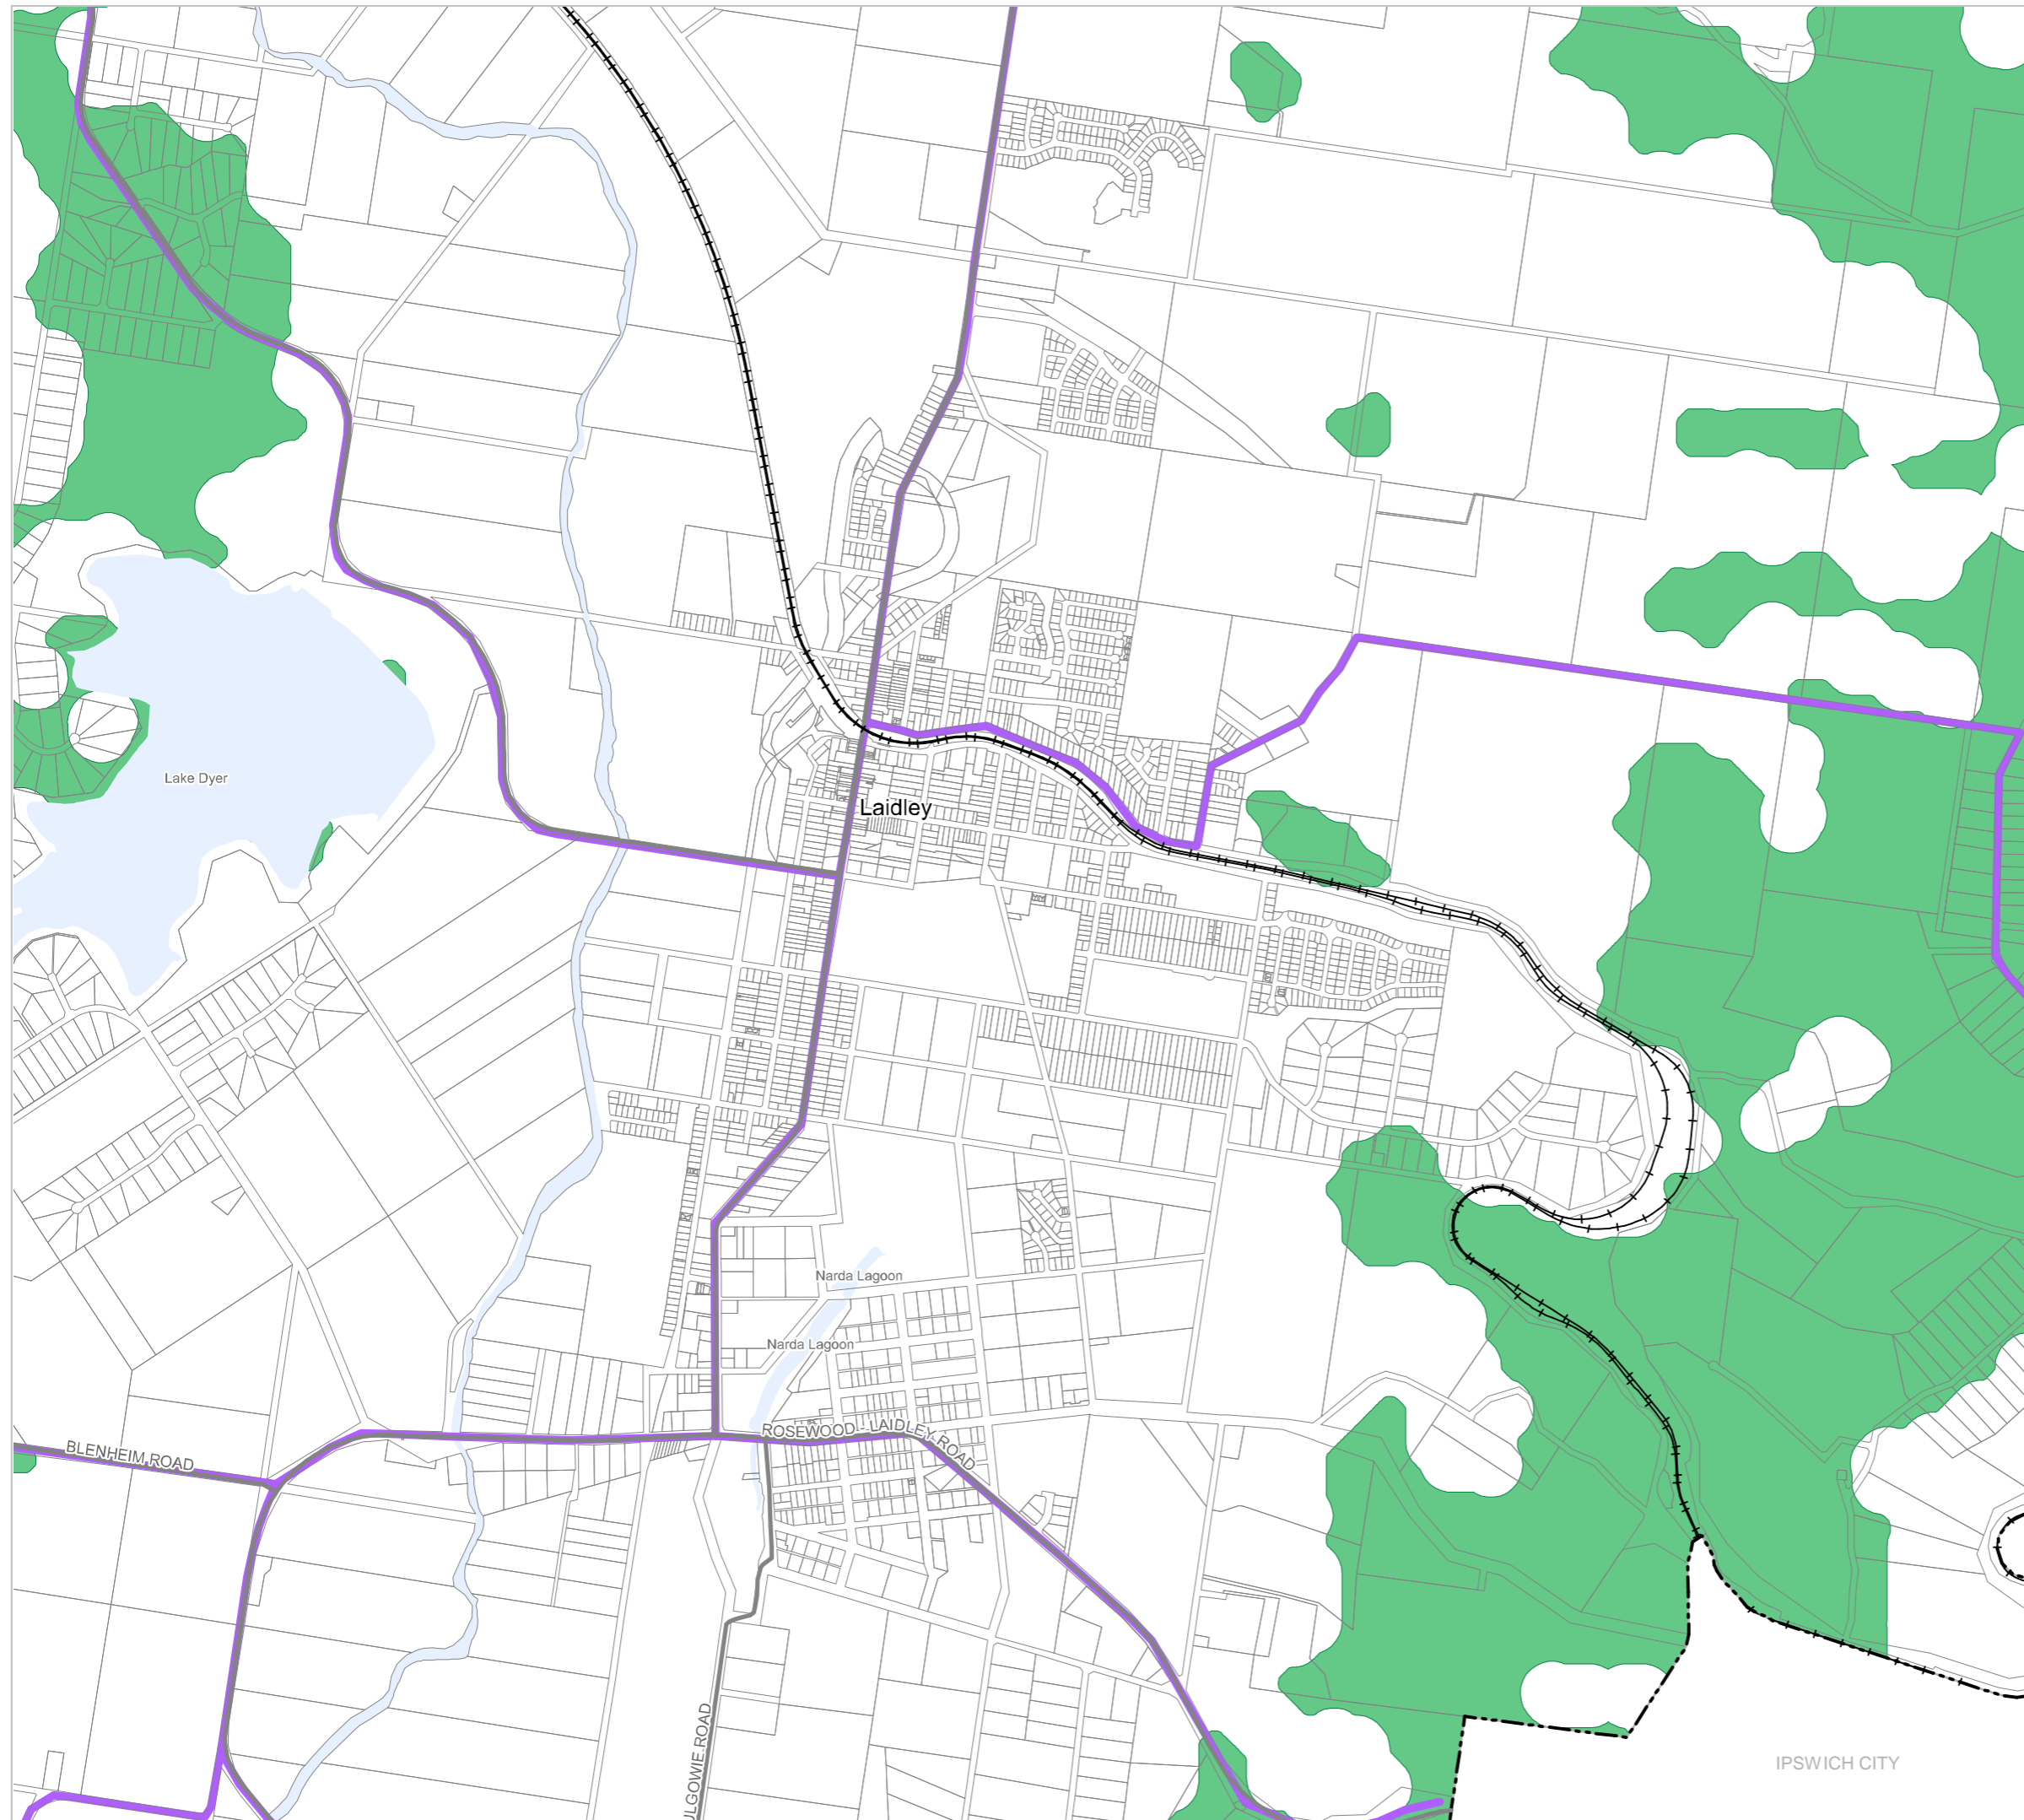 Lake Dyer
Laidley
Narda Lagoon
Narda Lagoon
ROSEWOOD - LAIDLEY ROAD
BLENHEIM ROAD
ULGOWIE ROAD
IPSWICH CITY